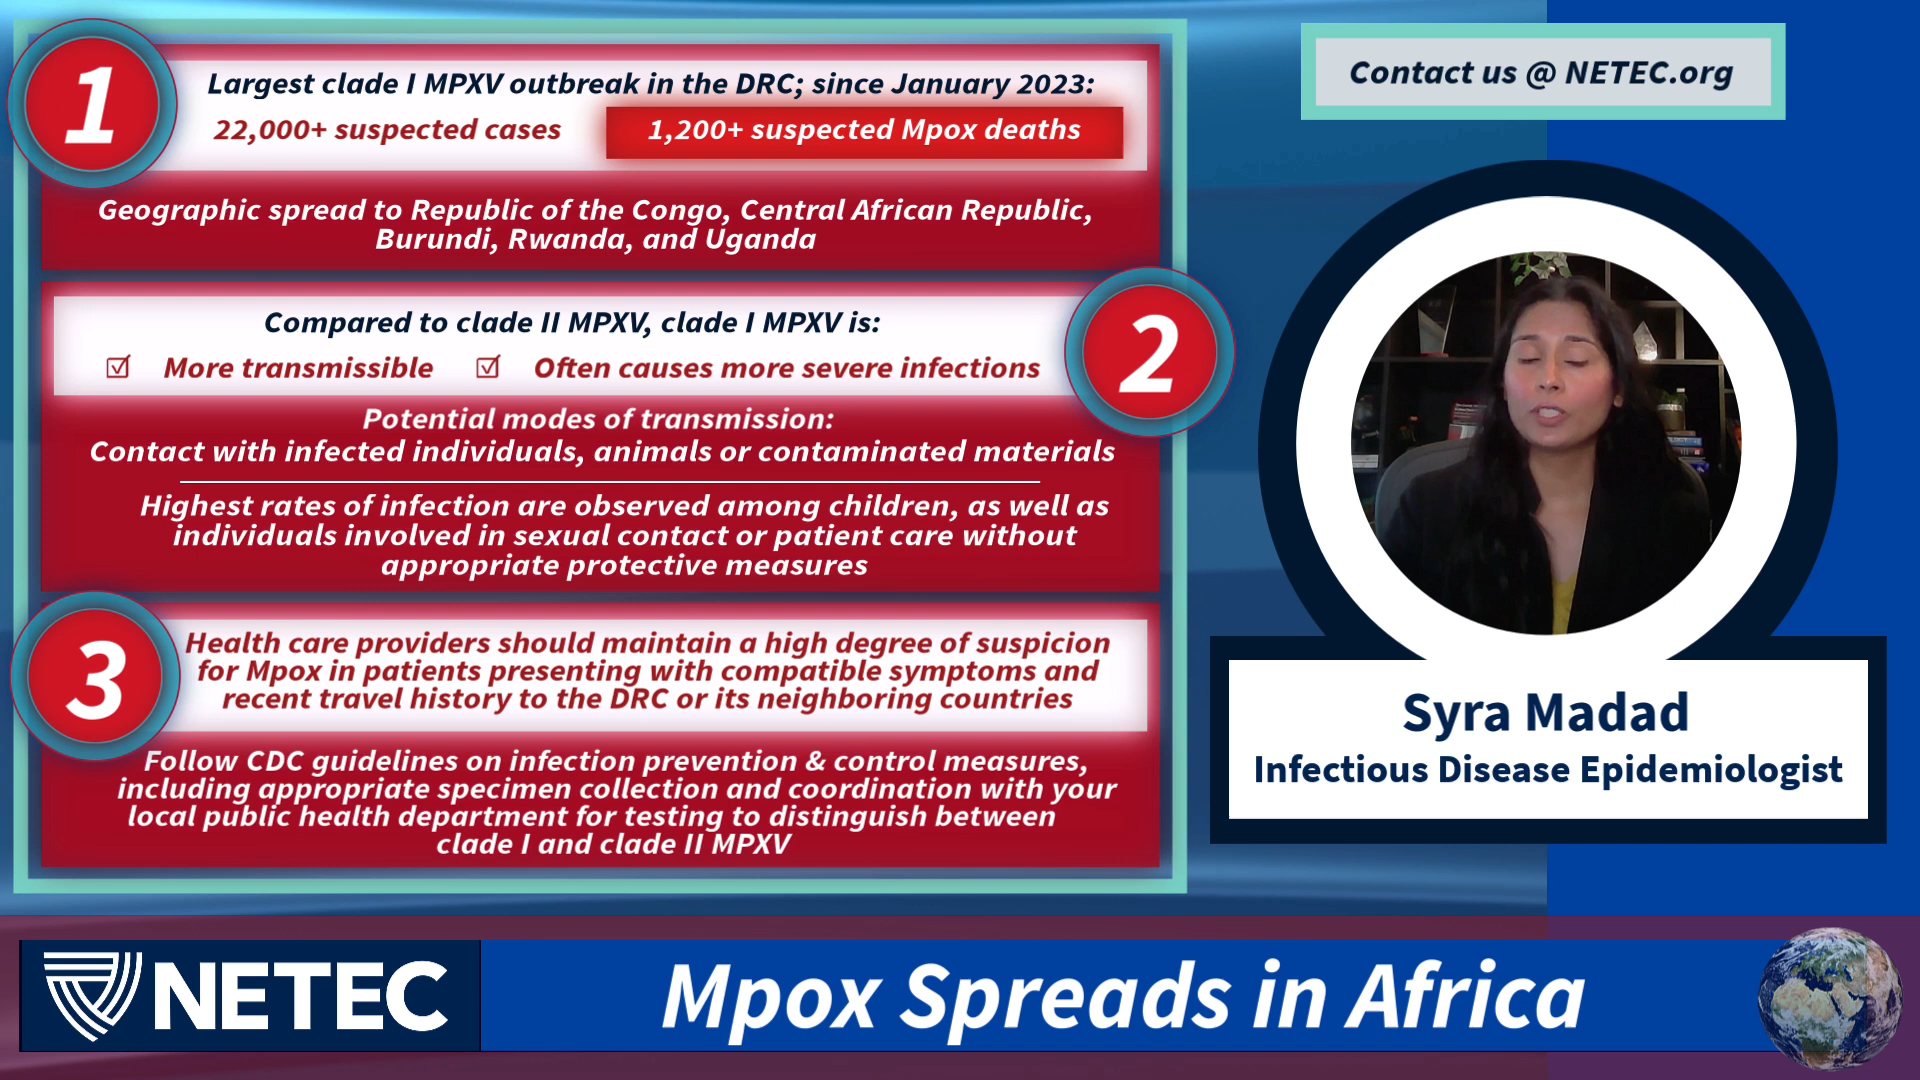 1
Largest clade I MPXV outbreak in the DRC; since January 2023:
22,000+ suspected cases
1,200+ suspected Mpox deaths
Geographic spread to Republic of the Congo, Central African Republic,
Burundi, Rwanda, and Uganda
2
Compared to clade II MPXV, clade I MPXV is:
☑ More transmissible
☑ Often causes more severe infections
Potential modes of transmission:
Contact with infected individuals, animals or contaminated materials
Highest rates of infection are observed among children, as well as
individuals involved in sexual contact or patient care without
appropriate protective measures
3
Health care providers should maintain a high degree of suspicion
for Mpox in patients presenting with compatible symptoms and
recent travel history to the DRC or its neighboring countries
Follow CDC guidelines on infection prevention & control measures,
including appropriate specimen collection and coordination with your
local public health department for testing to distinguish between
clade I and clade II MPXV
Contact us @ NETEC.org
Syra Madad
Infectious Disease Epidemiologist
NETEC
Mpox Spreads in Africa